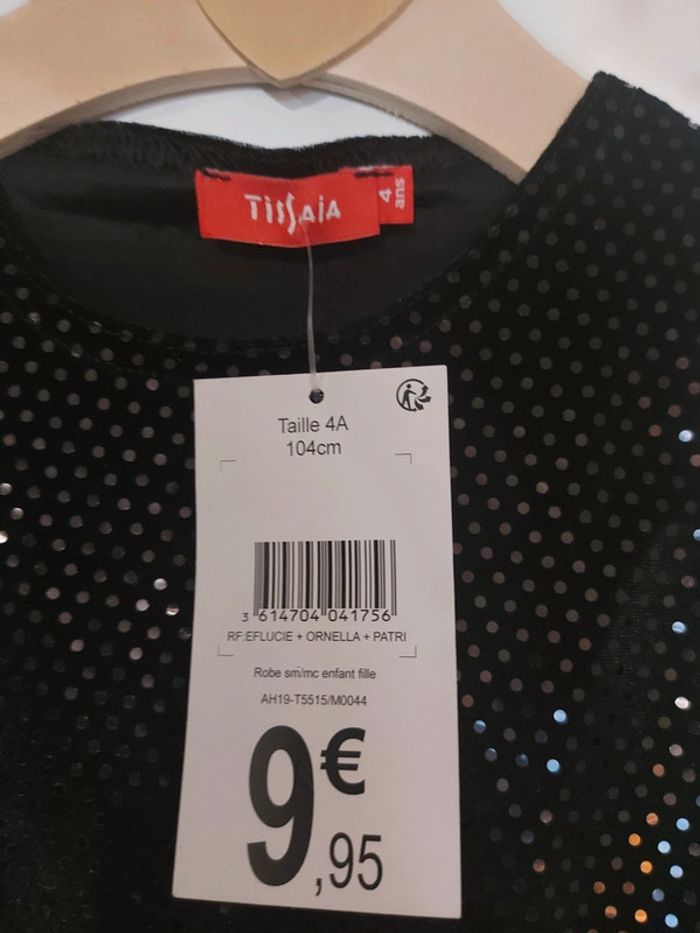 TissaiA
4
ans
Taille 4A
104cm
3 614704 041756
RF:EFLUCIE + ORNELLA + PATRI
Robe sm/mc enfant fille
AH19-T5515/M0044
9€
,95